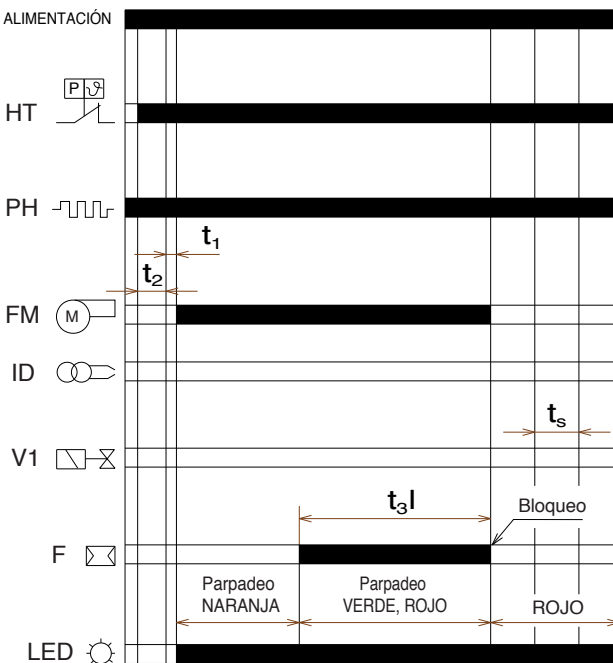 ALIMENTACIÓN
P ϑ
HT
PH
t1
t2
FM M
ID
ts
V1
t3l
Bloqueo
F
Parpadeo NARANJA
Parpadeo VERDE, ROJO
ROJO
LED